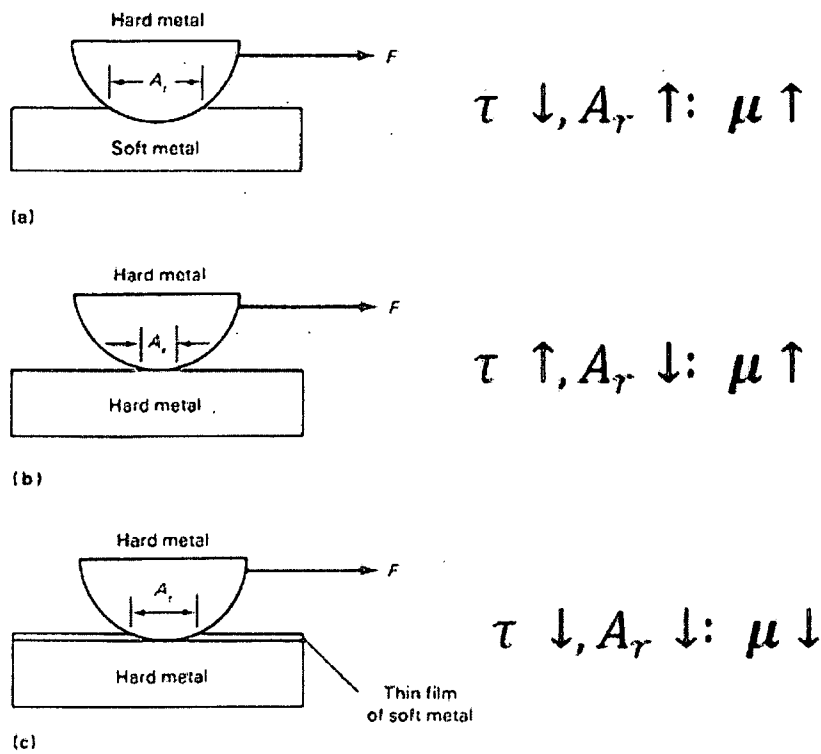 Hard metal
F
A_r
Soft metal
τ ↓, A_r ↑: μ ↑
(a)
Hard metal
F
A_r
Hard metal
τ ↑, A_r ↓: μ ↑
(b)
Hard metal
F
A_r
Hard metal
τ ↓, A_r ↓: μ ↓
Thin film
of soft metal
(c)